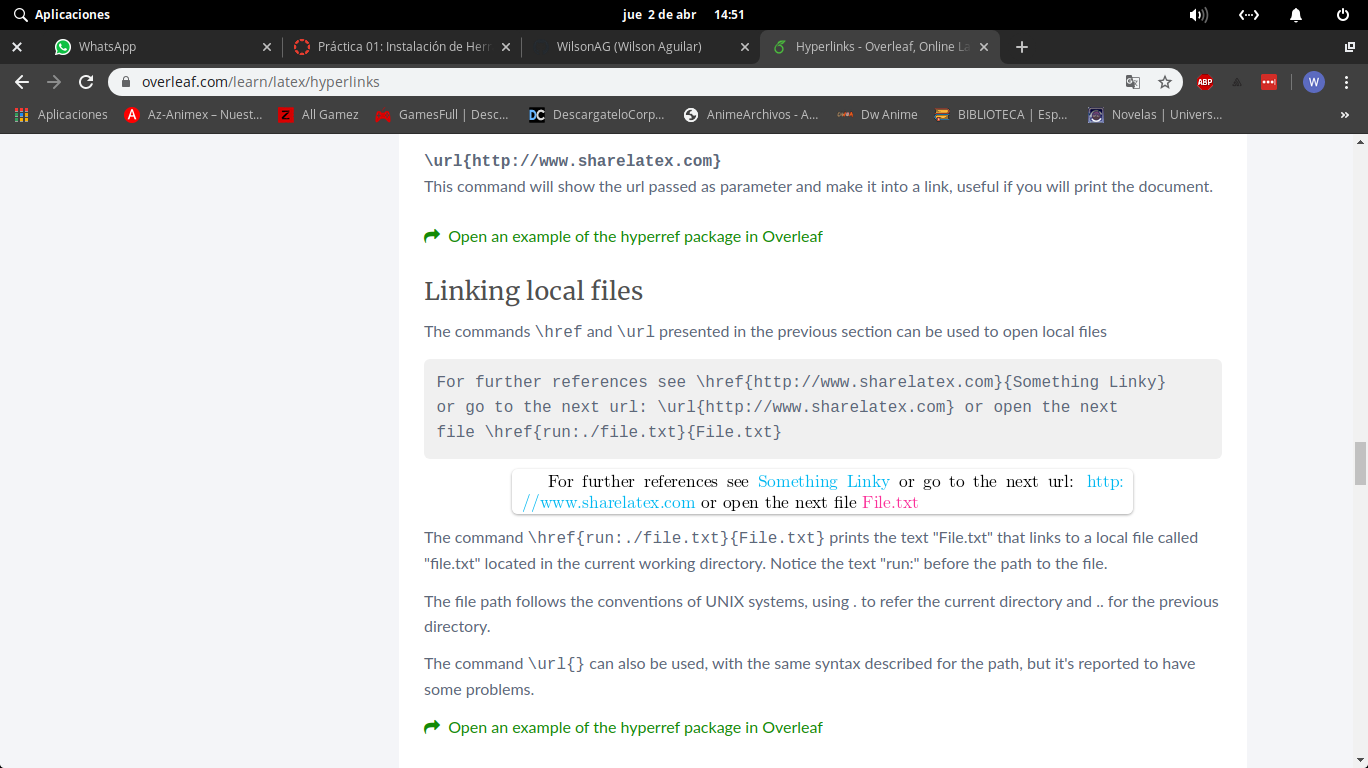 Aplicaciones
jue 2 de abr 14:51
WhatsApp
Práctica 01: Instalación de Her
WilsonAG (Wilson Aguilar)
Hyperlinks - Overleaf, Online La
overleaf.com/learn/latex/hyperlinks
ABP
W
Aplicaciones
A
Az-Animex – Nuest...
Z
All Gamez
GamesFull | Desc...
DC
DescargateloCorp...
S
AnimeArchivos - A...
Dw Anime
BIBLIOTECA | Esp...
Novelas | Univers...
»
\url{http://www.sharelatex.com}
This command will show the url passed as parameter and make it into a link, useful if you will print the document.
Open an example of the hyperref package in Overleaf
Linking local files
The commands \href and \url presented in the previous section can be used to open local files
For further references see \href{http://www.sharelatex.com}{Something Linky}
or go to the next url: \url{http://www.sharelatex.com} or open the next
file \href{run:./file.txt}{File.txt}
For further references see Something Linky or go to the next url: http:
//www.sharelatex.com or open the next file File.txt
The command \href{run:./file.txt}{File.txt} prints the text "File.txt" that links to a local file called
"file.txt" located in the current working directory. Notice the text "run:" before the path to the file.
The file path follows the conventions of UNIX systems, using . to refer the current directory and .. for the previous
directory.
The command \url{} can also be used, with the same syntax described for the path, but it's reported to have
some problems.
Open an example of the hyperref package in Overleaf